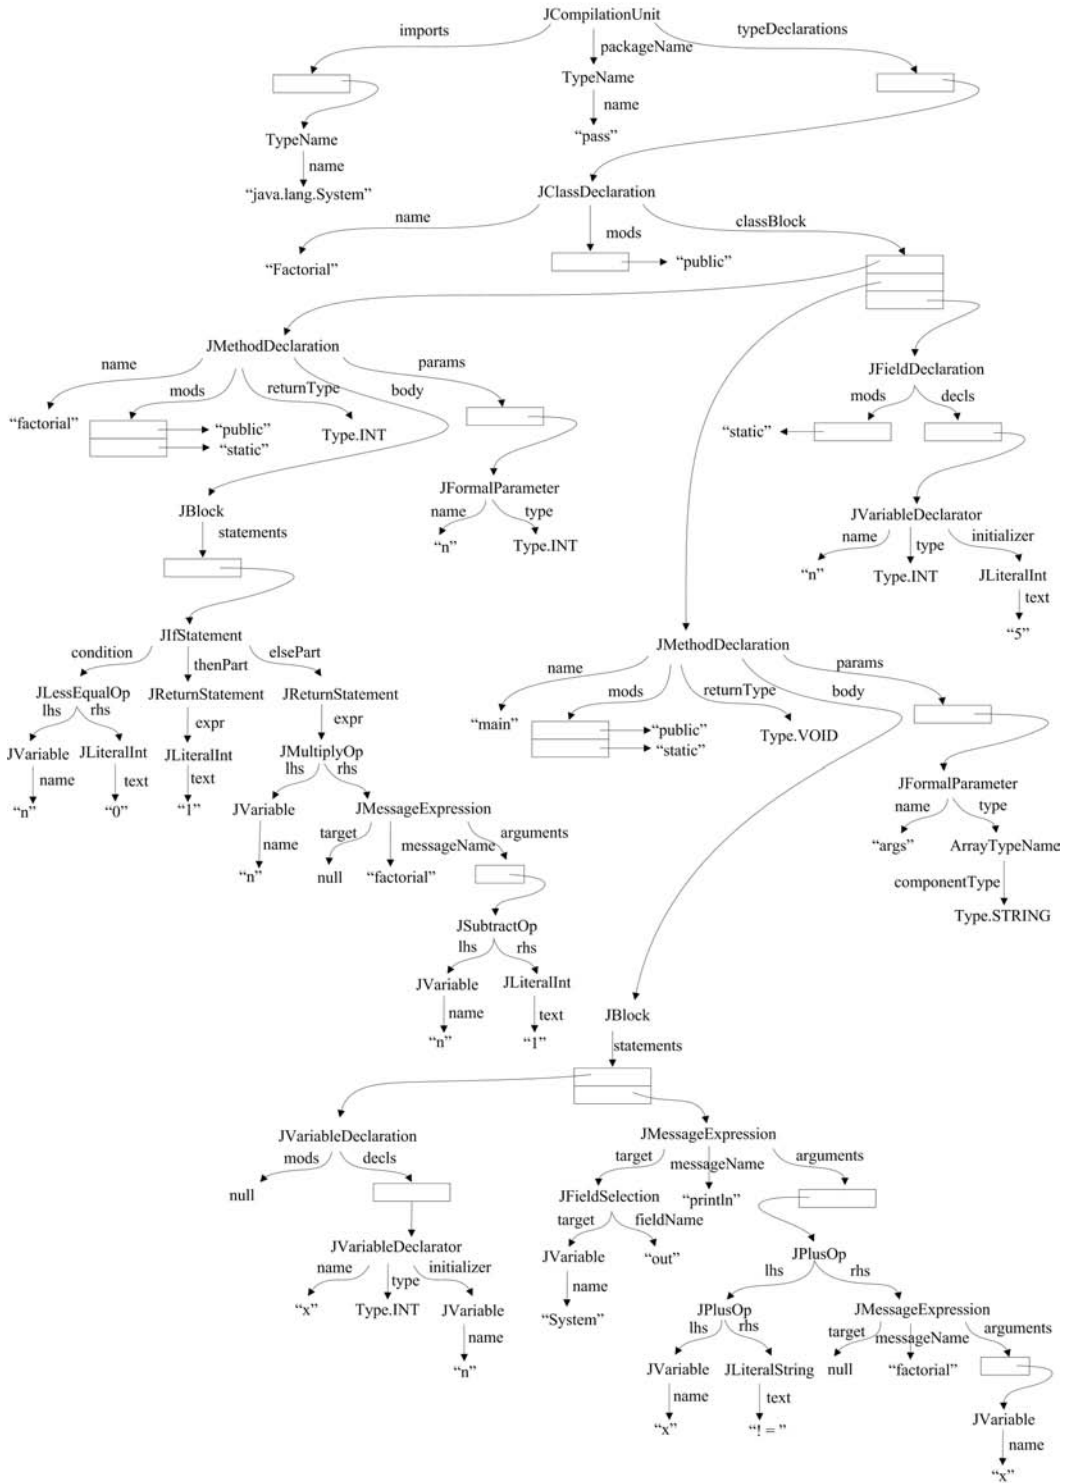 JCompilationUnit
imports
packageName
typeDeclarations
TypeName
name
"pass"
TypeName
name
"java.lang.System"
JClassDeclaration
name
mods
classBlock
"Factorial"
"public"
JMethodDeclaration
name
mods
returnType
body
params
"factorial"
"public"
"static"
Type.INT
JFieldDeclaration
mods
decls
"static"
JFormalParameter
name
type
"n"
Type.INT
JBlock
statements
JVariableDeclarator
name
type
initializer
"n"
Type.INT
JLiteralInt
text
"5"
JIfStatement
condition
thenPart
elsePart
JLessEqualOp
lhs
rhs
JReturnStatement
expr
JReturnStatement
expr
JVariable
name
"n"
JLiteralInt
text
"0"
JLiteralInt
text
"1"
JMultiplyOp
lhs
rhs
JVariable
name
"n"
JMessageExpression
target
messageName
arguments
null
"factorial"
JSubtractOp
lhs
rhs
JVariable
name
"n"
JLiteralInt
text
"1"
JMethodDeclaration
name
mods
returnType
body
params
"main"
"public"
"static"
Type.VOID
JFormalParameter
name
type
"args"
ArrayTypeName
componentType
Type.STRING
JBlock
statements
JVariableDeclaration
mods
decls
null
JVariableDeclarator
name
type
initializer
"x"
Type.INT
JVariable
name
"n"
JMessageExpression
target
messageName
arguments
JFieldSelection
"println"
target
fieldName
JVariable
"out"
name
"System"
JPlusOp
lhs
rhs
JPlusOp
lhs
rhs
JMessageExpression
target
messageName
arguments
JVariable
name
"x"
JLiteralString
text
"! = "
null
"factorial"
JVariable
name
"x"